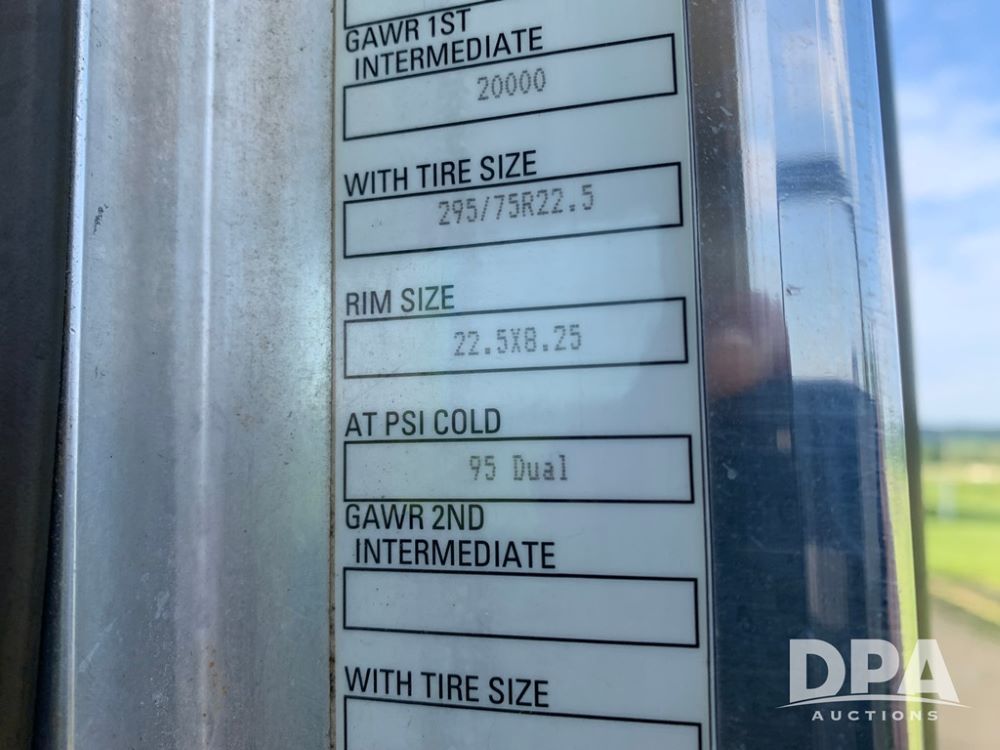 GAWR 1ST
INTERMEDIATE
20000
WITH TIRE SIZE
295/75R22.5
RIM SIZE
22.5X8.25
AT PSI COLD
95 Dual
GAWR 2ND
INTERMEDIATE
WITH TIRE SIZE
DPA
AUCTIONS